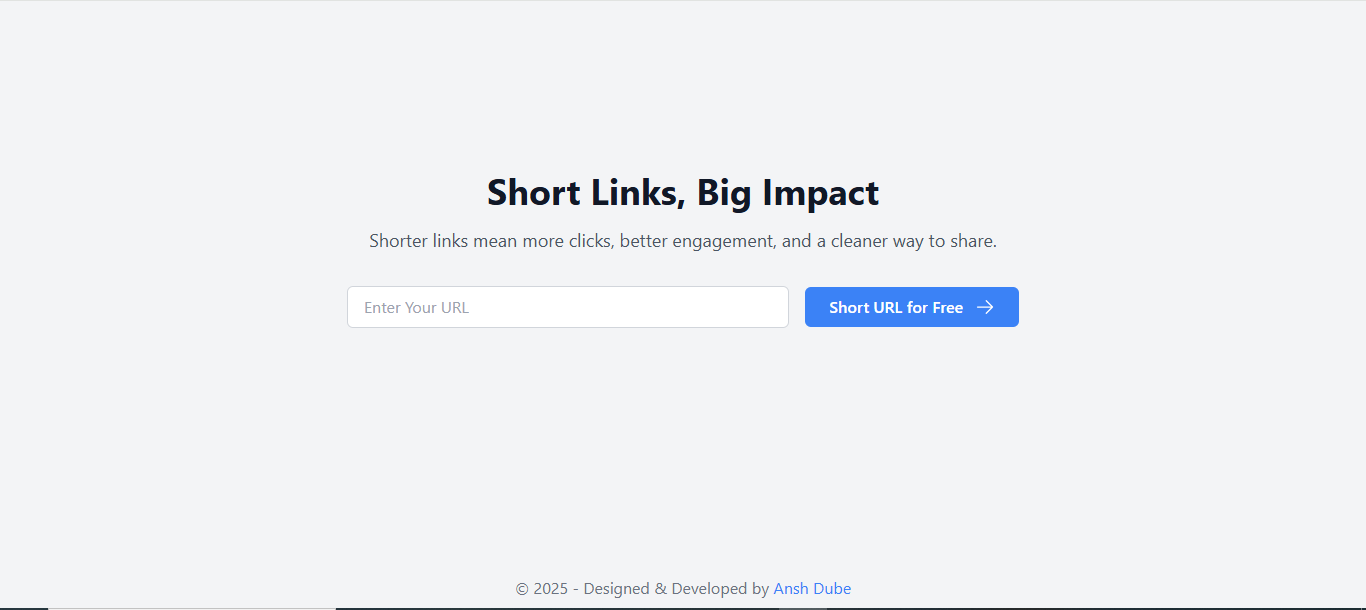 Short Links, Big Impact
Shorter links mean more clicks, better engagement, and a cleaner way to share.
Enter Your URL
Short URL for Free
© 2025 - Designed & Developed by Ansh Dube